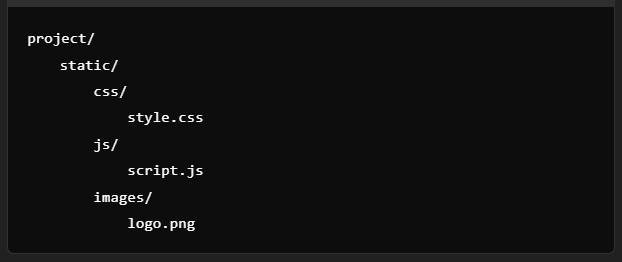 project/
    static/
        css/
            style.css
        js/
            script.js
        images/
            logo.png